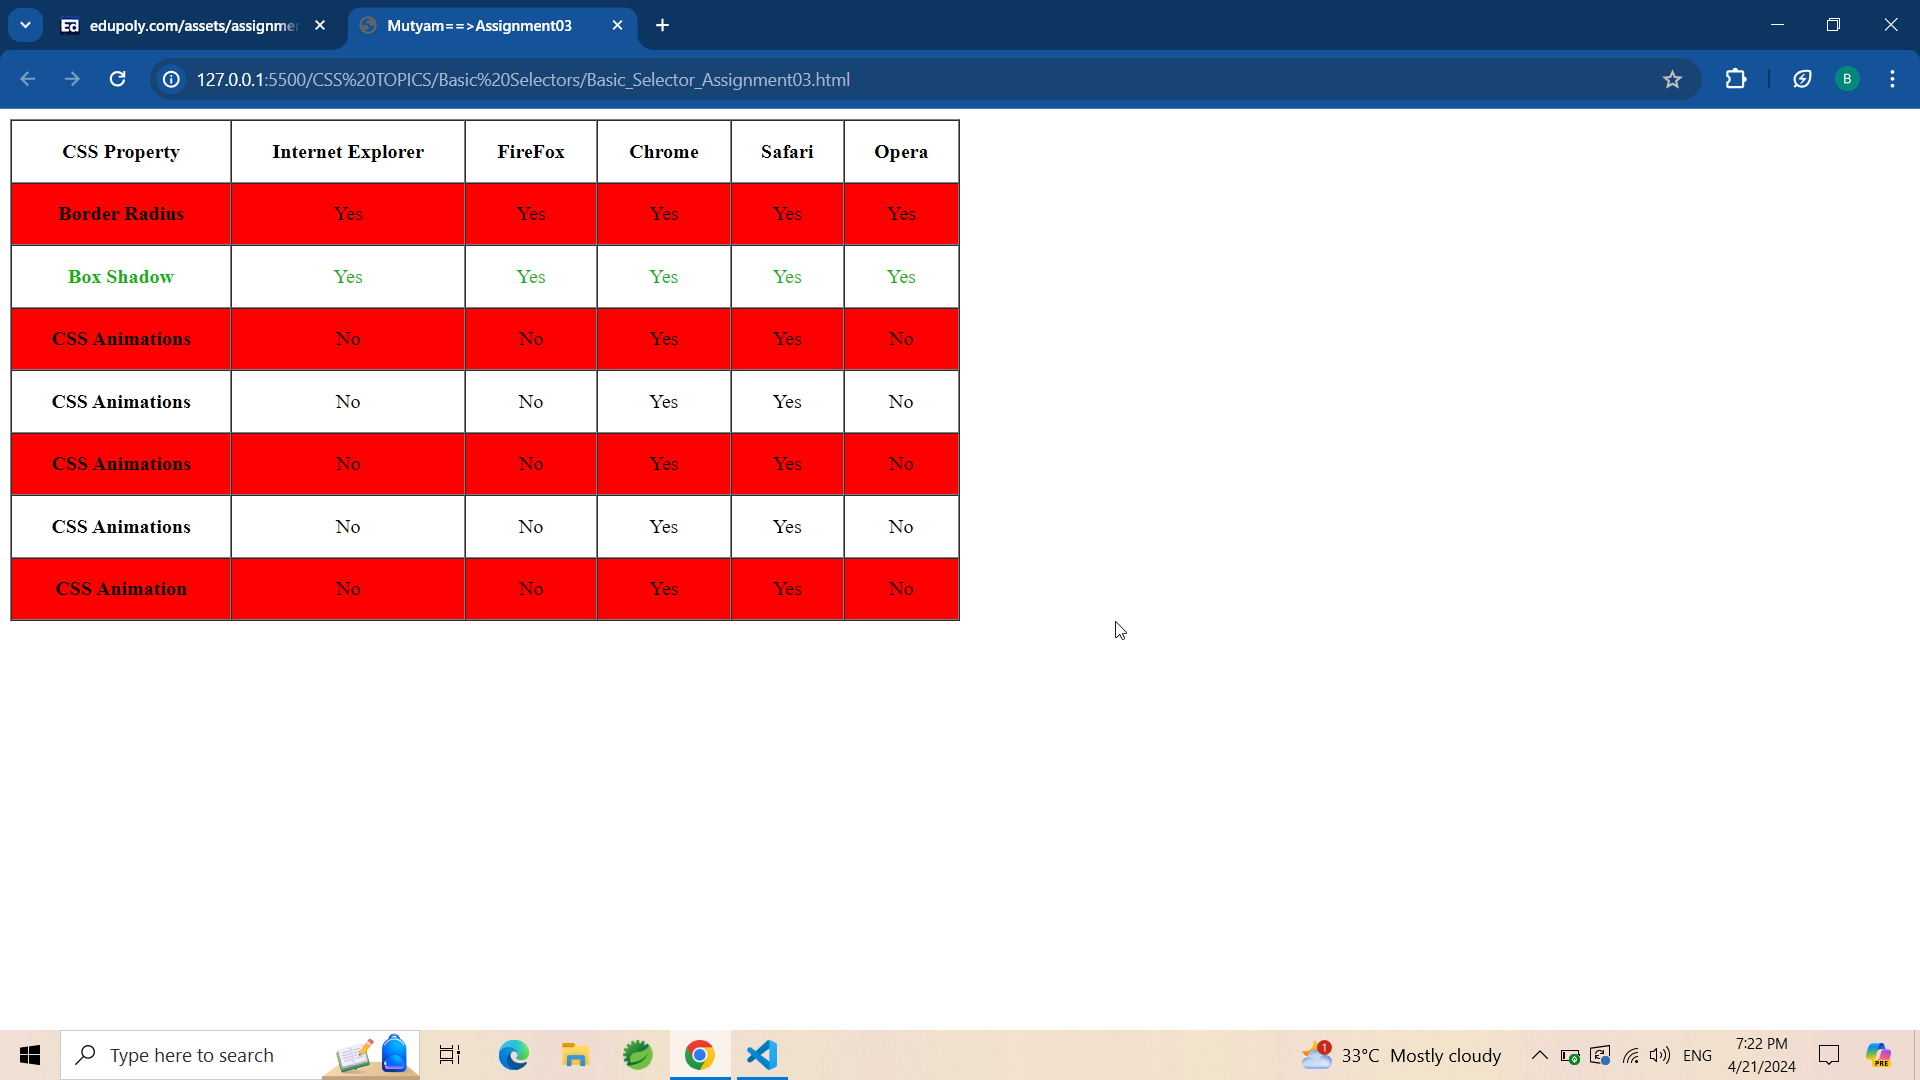 edupoly.com/assets/assignme
Mutyam==>Assignment03
127.0.0.1:5500/CSS%20TOPICS/Basic%20Selectors/Basic_Selector_Assignment03.html
B
CSS Property Internet Explorer FireFox Chrome Safari Opera
Border Radius Yes Yes Yes Yes Yes
Box Shadow Yes Yes Yes Yes Yes
CSS Animations No No Yes Yes No
CSS Animations No No Yes Yes No
CSS Animations No No Yes Yes No
CSS Animations No No Yes Yes No
CSS Animation No No Yes Yes No
Type here to search
1
33°C Mostly cloudy
ENG
7:22 PM
4/21/2024
PRE